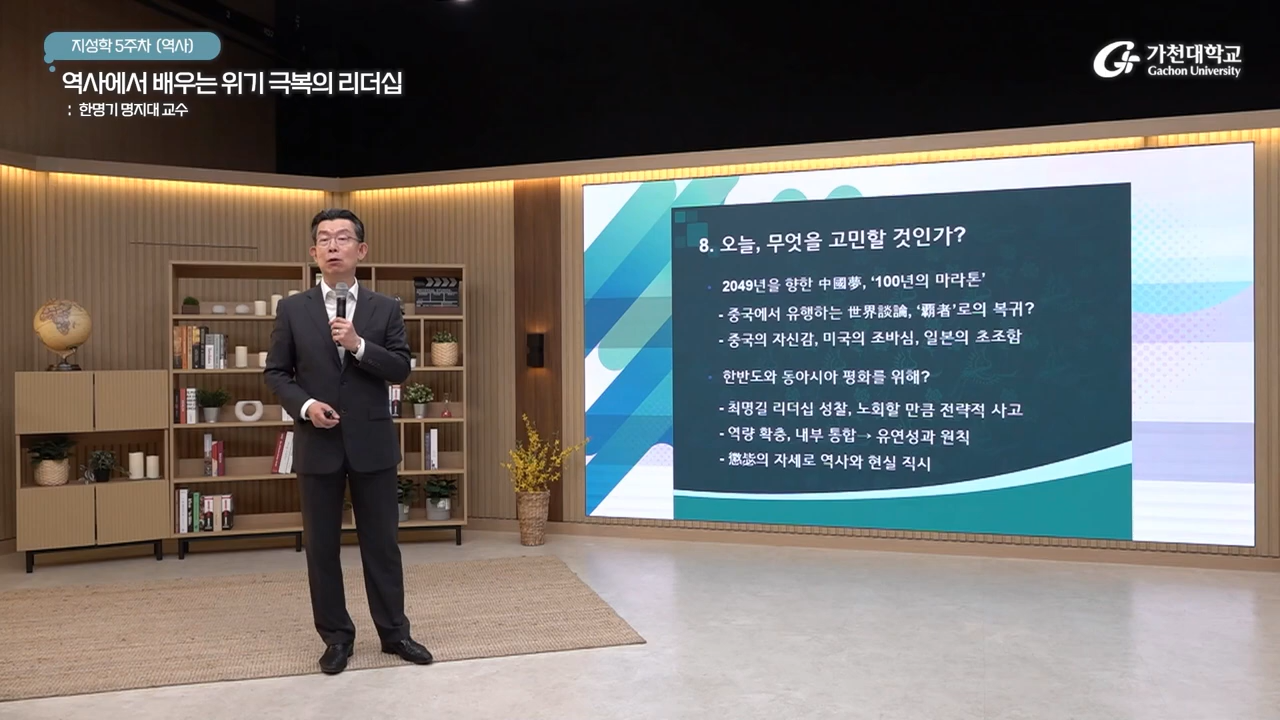 지성학 5주차 (역사)
역사에서 배우는 위기 극복의 리더십
: 한명기 명지대 교수
가천대학교
Gachon University
8. 오늘, 무엇을 고민할 것인가?
2049년을 향한 中國夢, ‘100년의 마라톤’
- 중국에서 유행하는 世界談論, ‘覇者’로의 복귀?
- 중국의 자신감, 미국의 조바심, 일본의 초조함
한반도와 동아시아 평화를 위해?
- 최명길 리더십 성찰, 노회할 만큼 전략적 사고
- 역량 확충, 내부 통합→ 유연성과 원칙
- 懲毖의 자세로 역사와 현실 직시